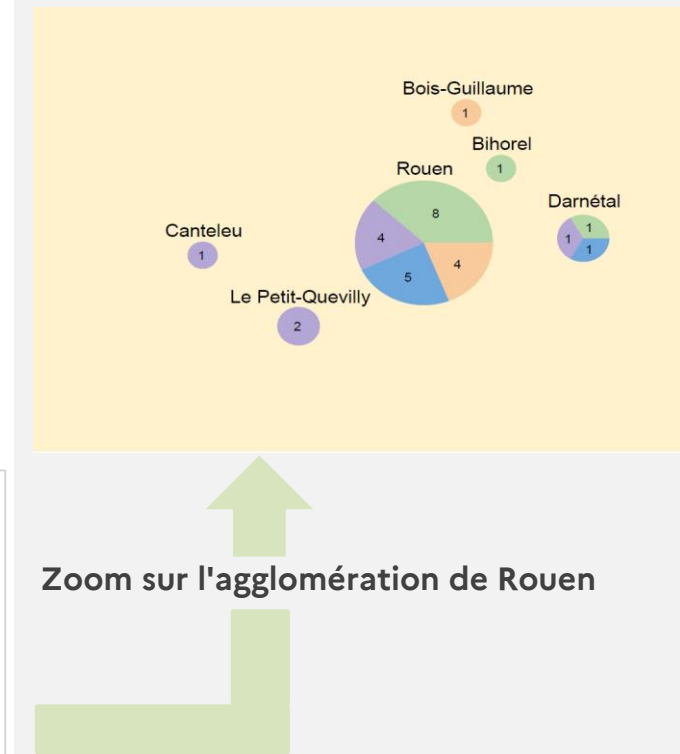 Bois-Guillaume
1
Bihorel
1
Rouen
8
4
5
4
Darnétal
1
1
1
Canteleu
1
Le Petit-Quevilly
2
Zoom sur l'agglomération de Rouen